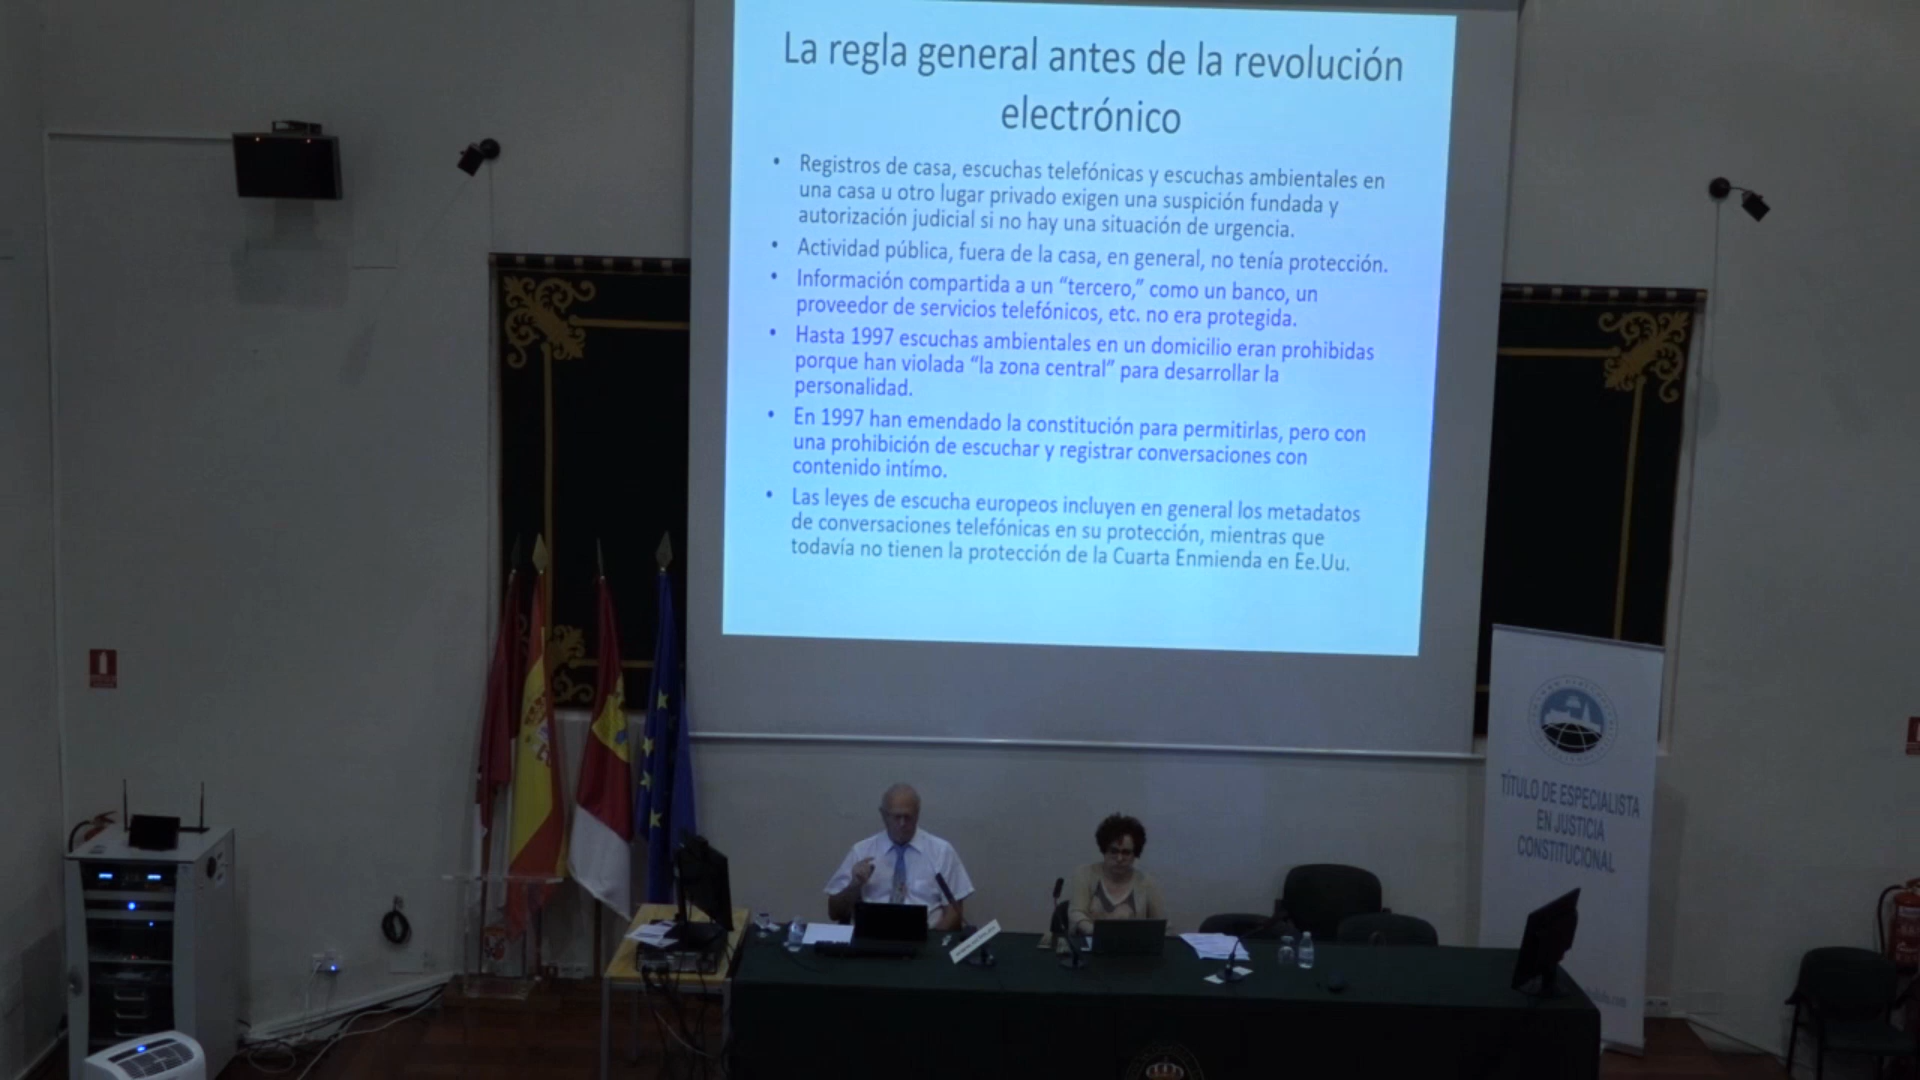 La regla general antes de la revolución
electrónico
• Registros de casa, escuchas telefónicas y escuchas ambientales en
una casa u otro lugar privado exigen una suspición fundada y
autorización judicial si no hay una situación de urgencia.
• Actividad pública, fuera de la casa, en general, no tenía protección.
• Información compartida a un “tercero,” como un banco, un
proveedor de servicios telefónicos, etc. no era protegida.
• Hasta 1997 escuchas ambientales en un domicilio eran prohibidas
porque han violada “la zona central” para desarrollar la
personalidad.
• En 1997 han emendado la constitución para permitirlas, pero con
una prohibición de escuchar y registrar conversaciones con
contenido intímo.
• Las leyes de escucha europeos incluyen en general los metadatos
de conversaciones telefónicas en su protección, mientras que
todavía no tienen la protección de la Cuarta Enmienda en Ee.Uu.
TÍTULO DE ESPECIALISTA
EN JUSTICIA
CONSTITUCIONAL